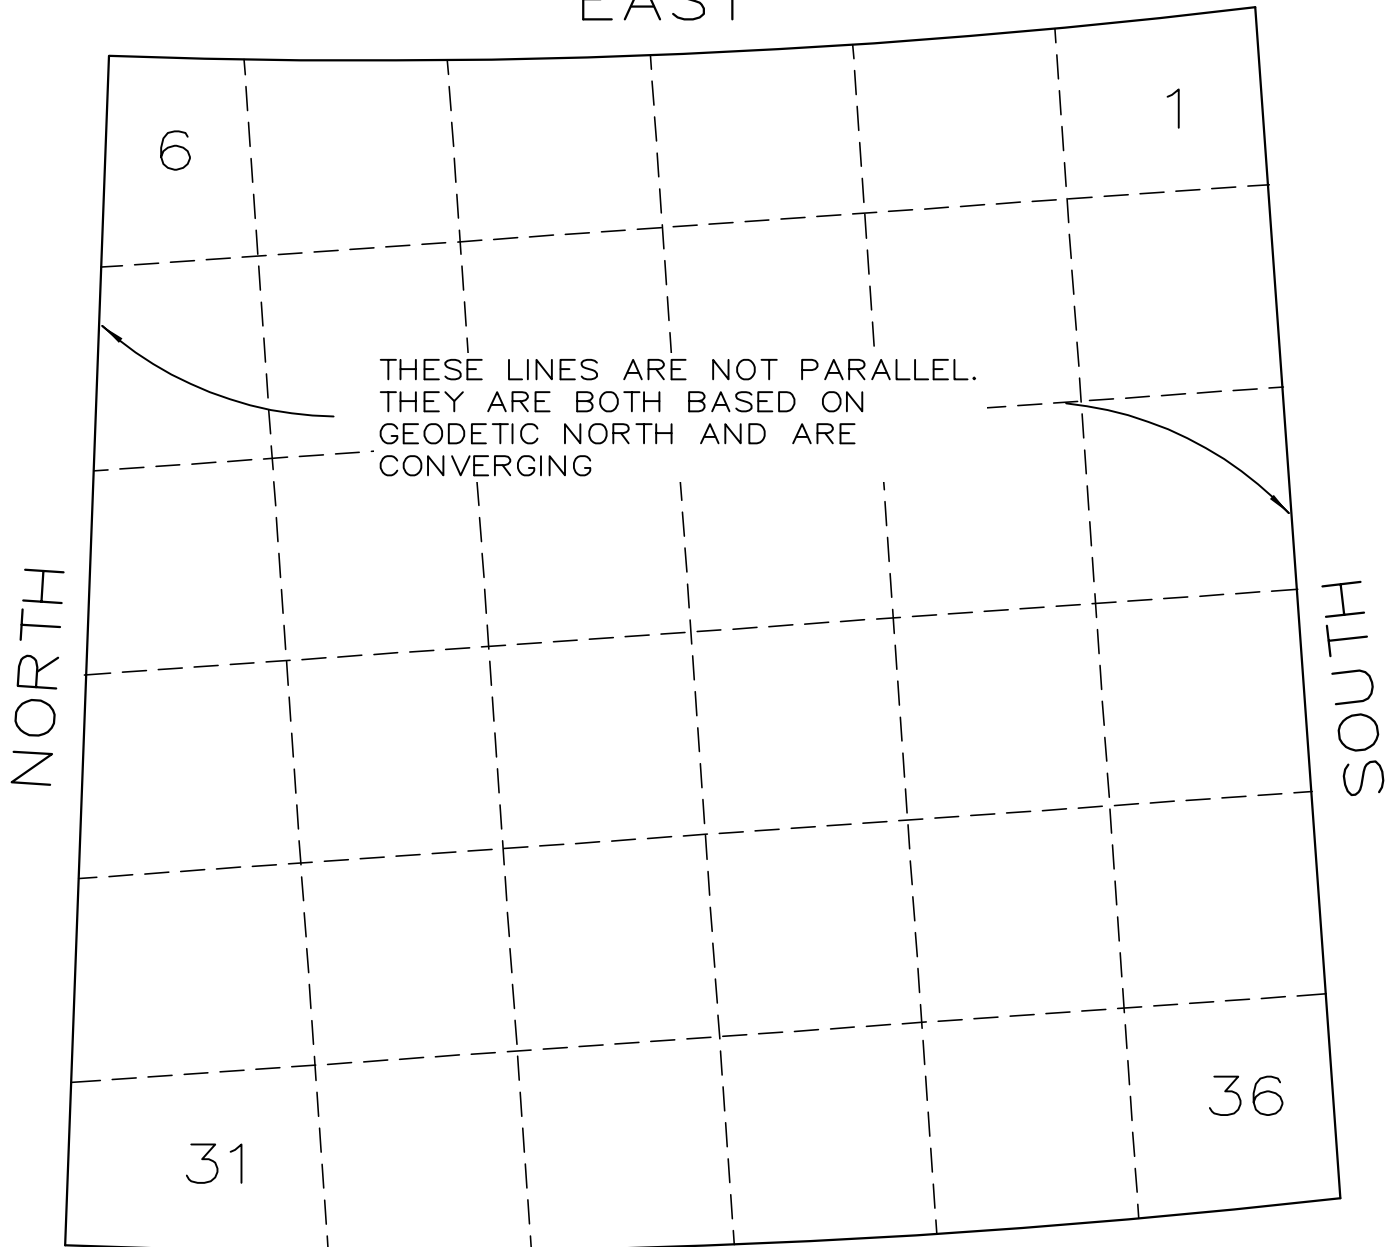 EAST
6
1
THESE LINES ARE NOT PARALLEL.
THEY ARE BOTH BASED ON
GEODETIC NORTH AND ARE
CONVERGING
NORTH
SOUTH
31
36